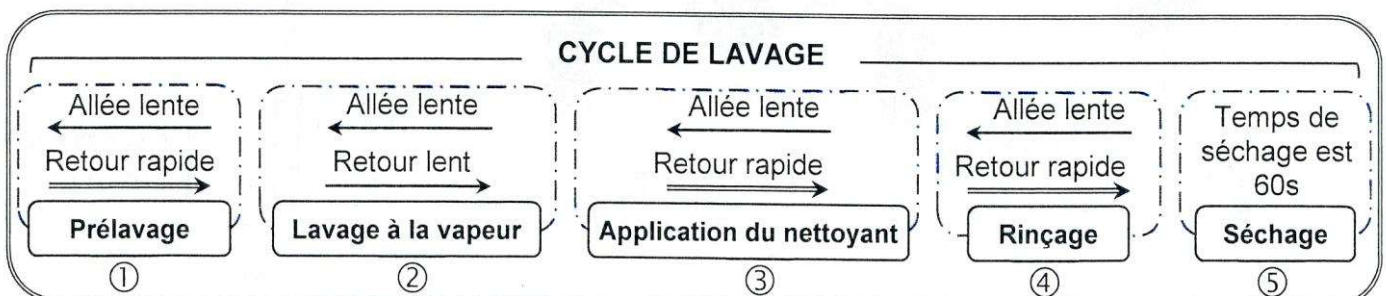 CYCLE DE LAVAGE
Allée lente
Retour rapide
Prélavage
①
Allée lente
Retour lent
Lavage à la vapeur
②
Allée lente
Retour rapide
Application du nettoyant
③
Allée lente
Retour rapide
Rinçage
④
Temps de
séchage est
60s
Séchage
⑤